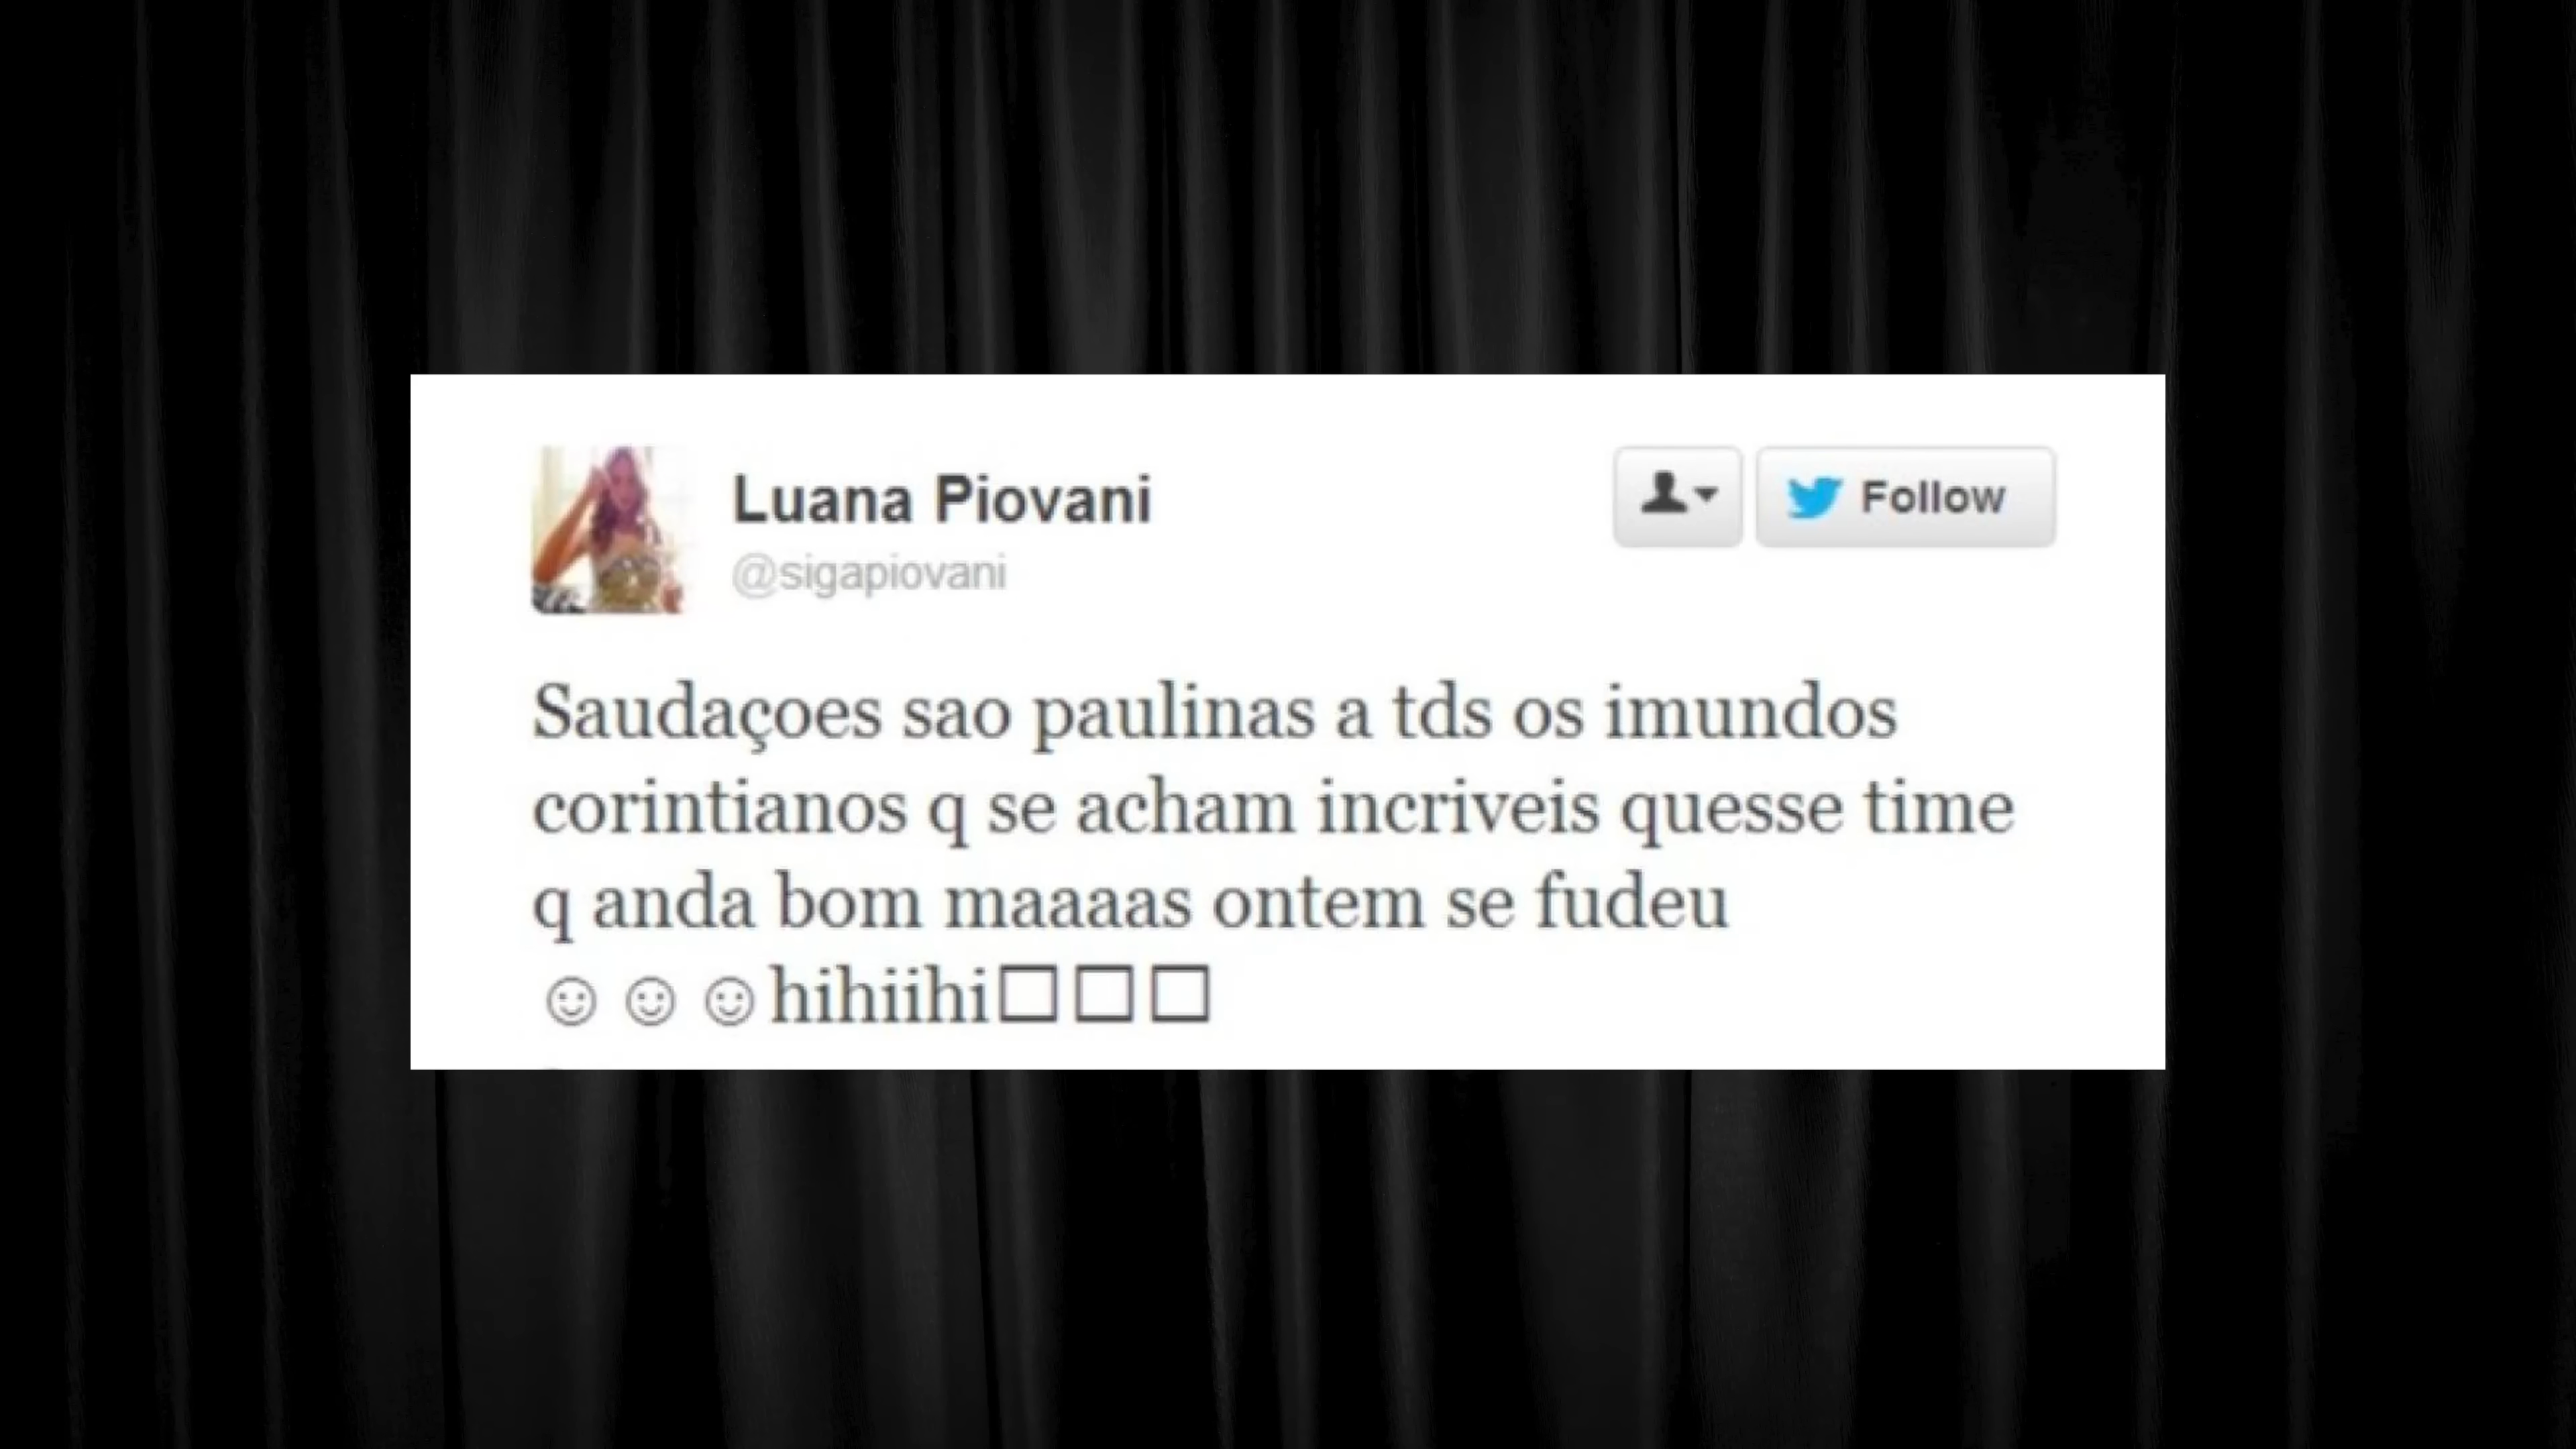 Luana Piovani
@sigapiovani
Follow
Saudaçoes sao paulinas a tds os imundos
corintianos q se acham incriveis quesse time
q anda bom maaaas ontem se fudeu
☺ ☺ ☺hihiihi□□□